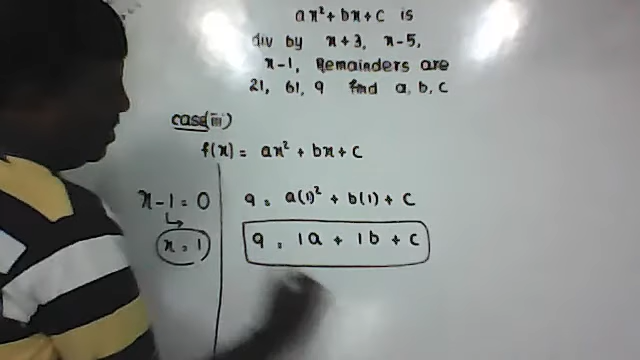 ax² + bx + c is
div by x + 3, x - 5,
x - 1, Remainders are
21, 61, 9 find a, b, c
case(iii)
f(x) = ax² + bx + c
x - 1 = 0
x = 1
9 = a(1)² + b(1) + c
9 = 1a + 1b + c